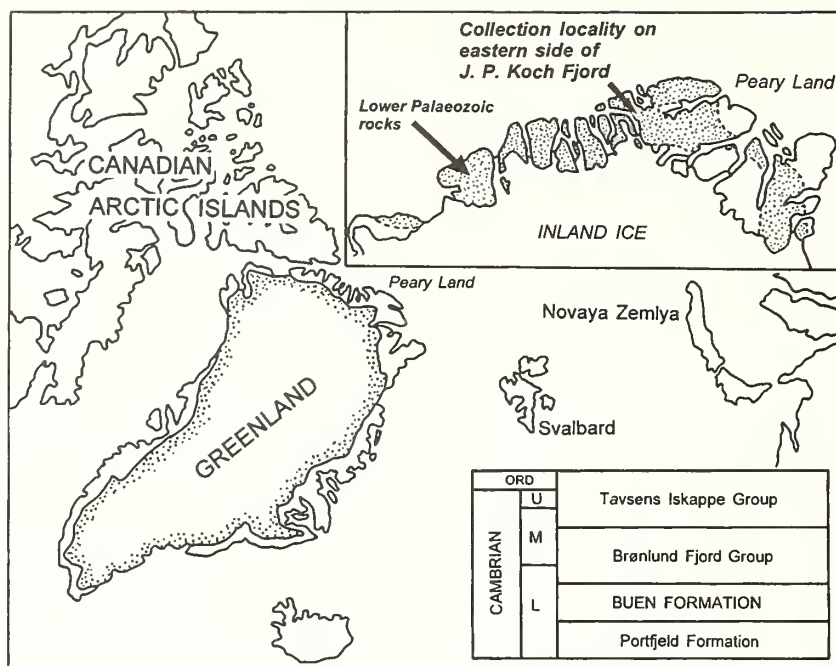 Collection locality on
eastern side of
J. P. Koch Fjord
Peary Land
Lower Palaeozoic
rocks
INLAND ICE
CANADIAN
ARCTIC ISLANDS
Peary Land
Novaya Zemlya
GREENLAND
Svalbard
ORD
CAMBRIAN
U
M
L
Tavsens Iskappe Group
Brønlund Fjord Group
BUEN FORMATION
Portfjeld Formation